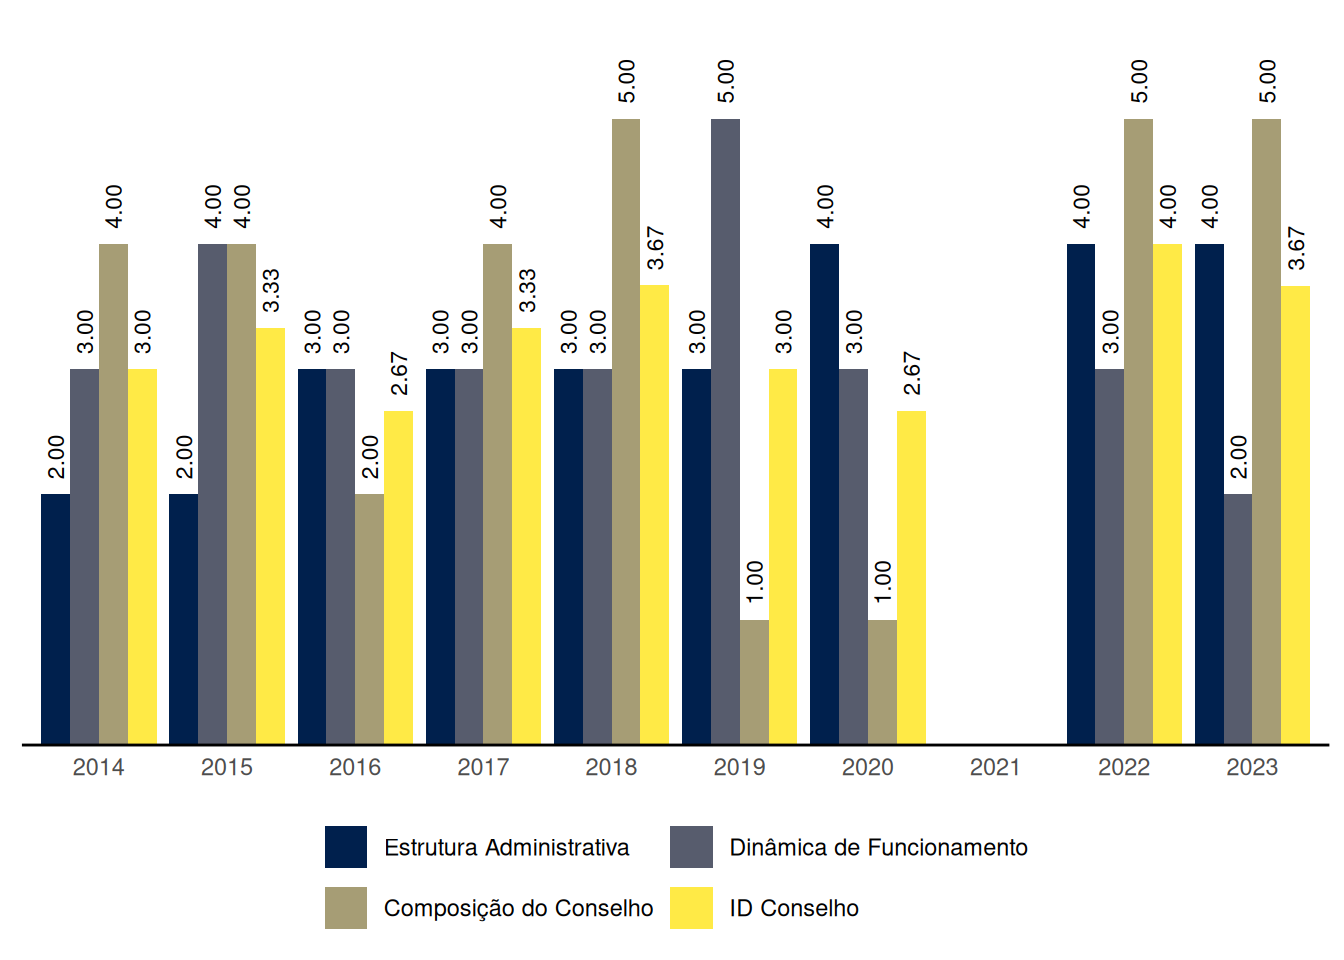 2.00 3.00 4.00 3.00 2.00 4.00 4.00 3.33 3.00 3.00 2.00 2.67 3.00 3.00 4.00 3.33 3.00 3.00 5.00 3.67 3.00 5.00 1.00 3.00 4.00 3.00 1.00 2.67 4.00 3.00 5.00 4.00 4.00 2.00 5.00 3.67
2014 2015 2016 2017 2018 2019 2020 2021 2022 2023
Estrutura Administrativa Dinâmica de Funcionamento
Composição do Conselho ID Conselho